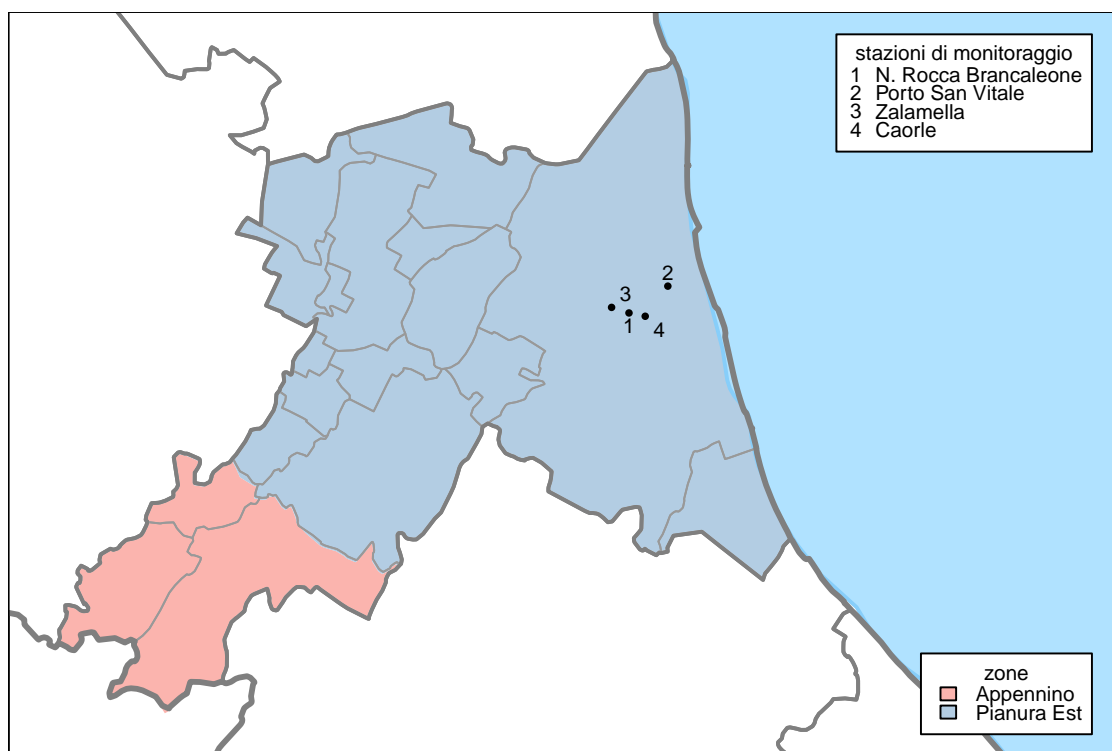 stazioni di monitoraggio
1 N. Rocca Brancaleone
2 Porto San Vitale
3 Zalamella
4 Caorle
2
3
1
4
zone
Appennino
Pianura Est